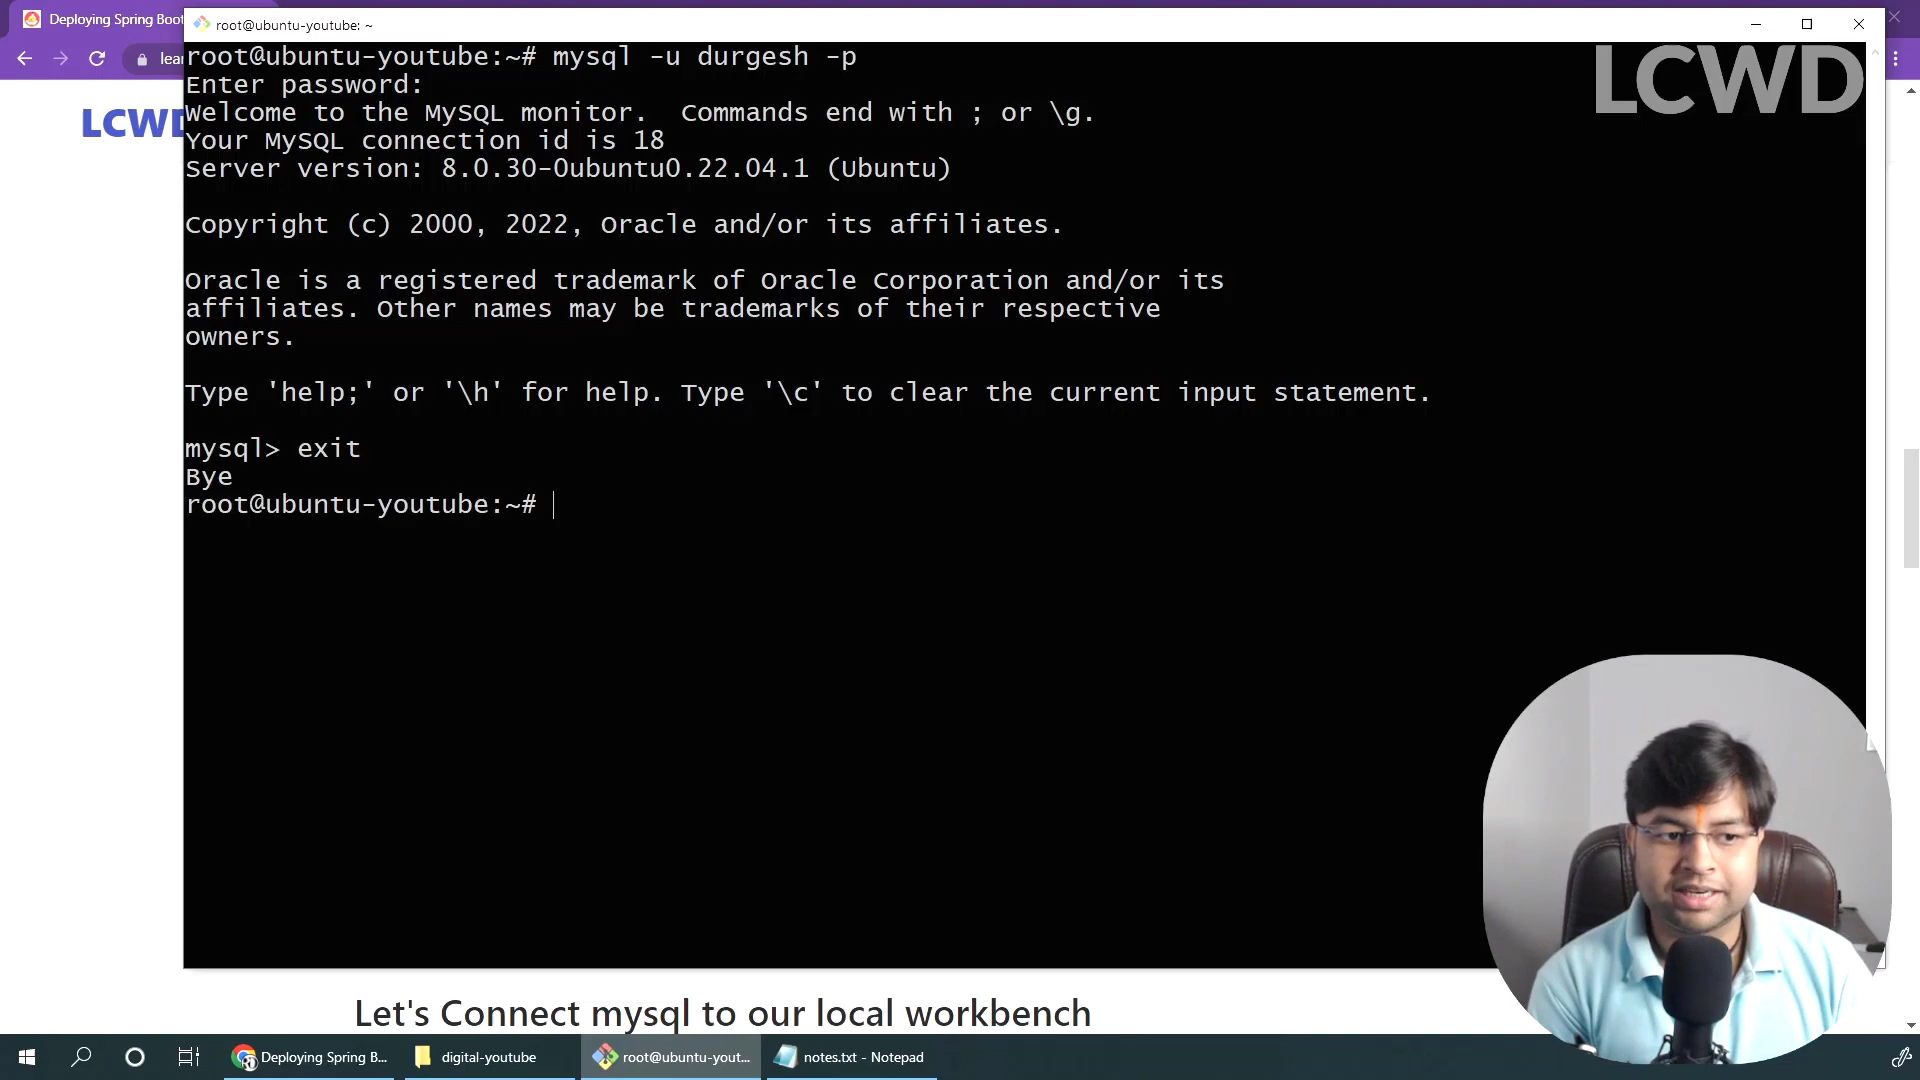 Deploying Spring Boot
root@ubuntu-youtube: ~
lear
LCWD
LCWD
root@ubuntu-youtube:~# mysql -u durgesh -p
Enter password:
Welcome to the MySQL monitor.  Commands end with ; or \g.
Your MySQL connection id is 18
Server version: 8.0.30-0ubuntu0.22.04.1 (Ubuntu)
Copyright (c) 2000, 2022, Oracle and/or its affiliates.
Oracle is a registered trademark of Oracle Corporation and/or its
affiliates. Other names may be trademarks of their respective
owners.
Type 'help;' or '\h' for help. Type '\c' to clear the current input statement.
mysql> exit
Bye
root@ubuntu-youtube:~#
Let's Connect mysql to our local workbench
Deploying Spring B...
digital-youtube
root@ubuntu-yout...
notes.txt - Notepad